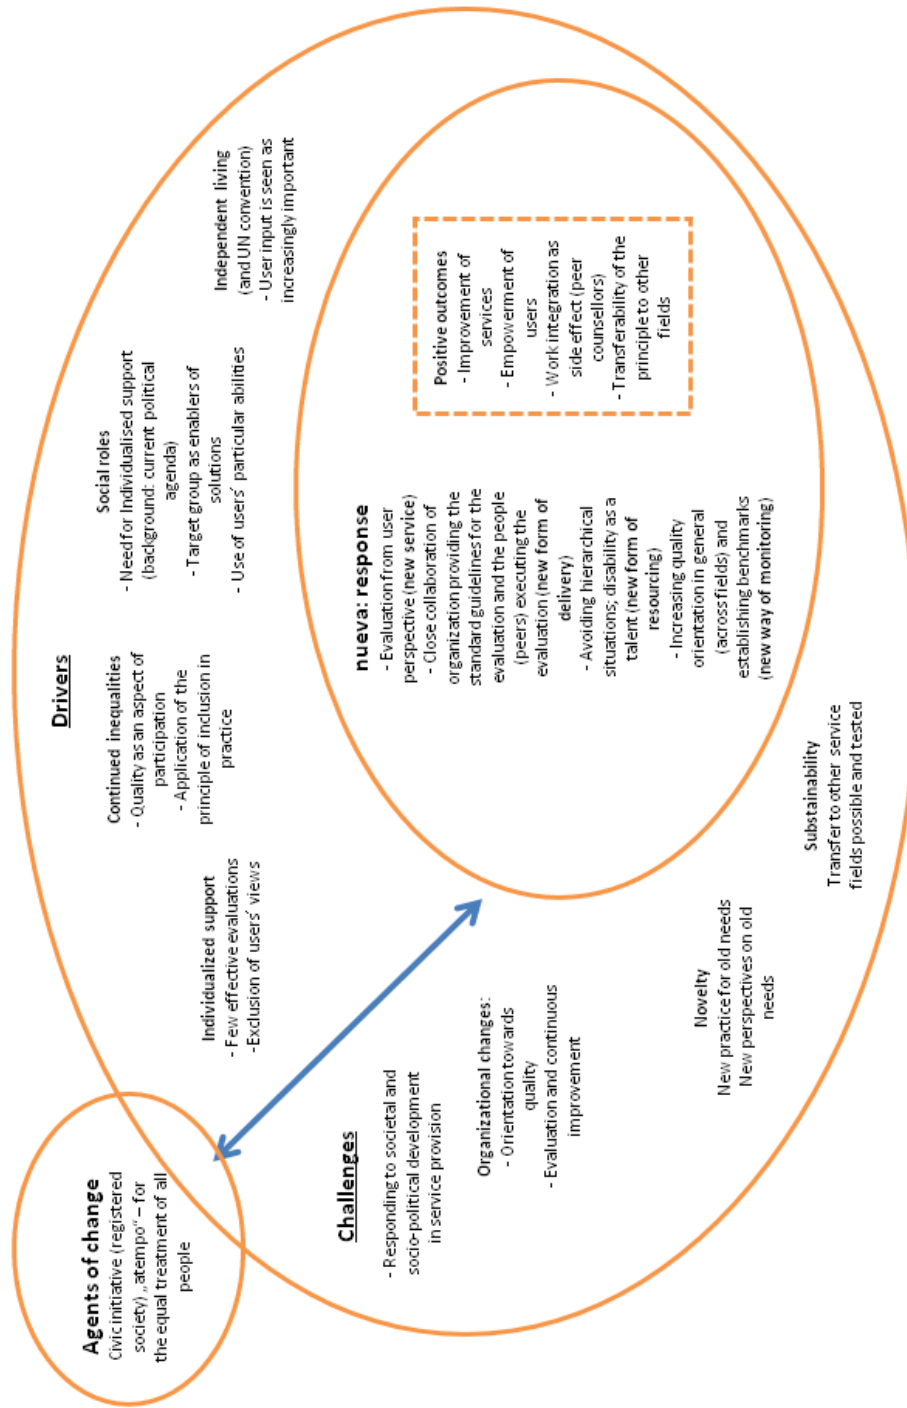 Agents of change
Civic initiative (registered
society) „atempo“ – for
the equal treatment of all
people
Drivers
Individualized support
- Few effective evaluations
-Exclusion of users´ views
Continued inequalities
- Quality as an aspect of
participation
- Application of the
principle of inclusion in
practice
Social roles
- Need for Individualised support
(background: current political
agenda)
- Target group as enablers of
solutions
- Use of users´ particular abilities
Independent living
(and UN convention)
- User input is seen as
increasingly important
Challenges
- Responding to societal and
socio-political development
in service provision
Organizational changes:
- Orientation towards
quality
- Evaluation and continuous
improvement
Novelty
New practice for old needs
New perspectives on old
needs
Substainability
Transfer to other service
fields possible and tested
nueva: response
- Evaluation from user
perspective (new service)
- Close collaboration of
organization providing the
standard guidelines for the
evaluation and the people
(peers) executing the
evaluation (new form of
delivery)
- Avoiding hierarchical
situations; disability as a
talent (new form of
resourcing)
- Increasing quality
orientation in general
(across fields) and
establishing benchmarks
(new way of monitoring)
Positive outcomes
- Improvement of
services
- Empowerment of
users
- Work integration as
side effect (peer
counsellors)
- Transferability of the
principle to other
fields